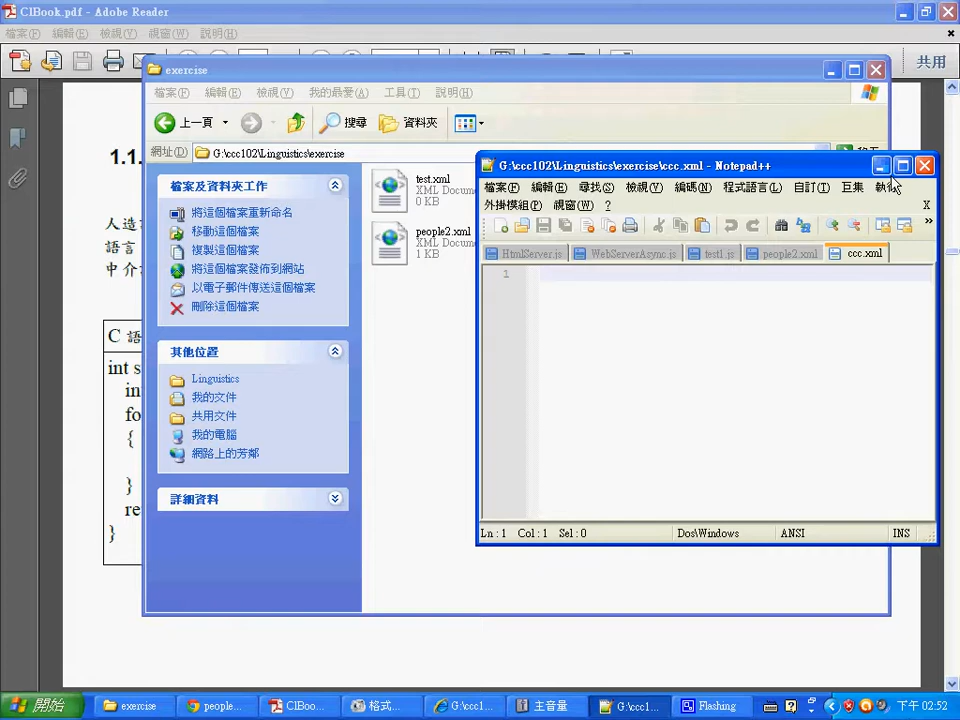 ClBook.pdf - Adobe Reader
檔案(F) 編輯(E) 檢視(V) 視窗(W) 說明(H)
共用
1.1.
人造
語言
中介
C 語
int s
in
fo
{
}
re
}
exercise
檔案(F) 編輯(E) 檢視(V) 我的最愛(A) 工具(T) 說明(H)
上一頁 搜尋 資料夾
網址(D) G:\ccc102\Linguistics\exercise
檔案及資料夾工作
將這個檔案重新命名
移動這個檔案
複製這個檔案
將這個檔案發佈到網站
以電子郵件傳送這個檔案
刪除這個檔案
其他位置
Linguistics
我的文件
共用文件
我的電腦
網路上的芳鄰
詳細資料
test.xml
XML Docum
0 KB
people2.xml
XML Docum
1 KB
G:\ccc102\Linguistics\exercise\ccc.xml - Notepad++
檔案(F) 編輯(E) 尋找(S) 檢視(V) 編碼(N) 程式語言(L) 自訂(T) 巨集
外掛模組(P) 視窗(W) ? X
HtmlServer.js WebServerAsync.js test1.js people2.xml ccc.xml
1
Ln : 1 Col : 1 Sel : 0 Dos\Windows ANSI INS
開始 exercise people... ClBoo... 格式... G:\ccc1... 主音量 G:\ccc1... Flashing 下午 02:52